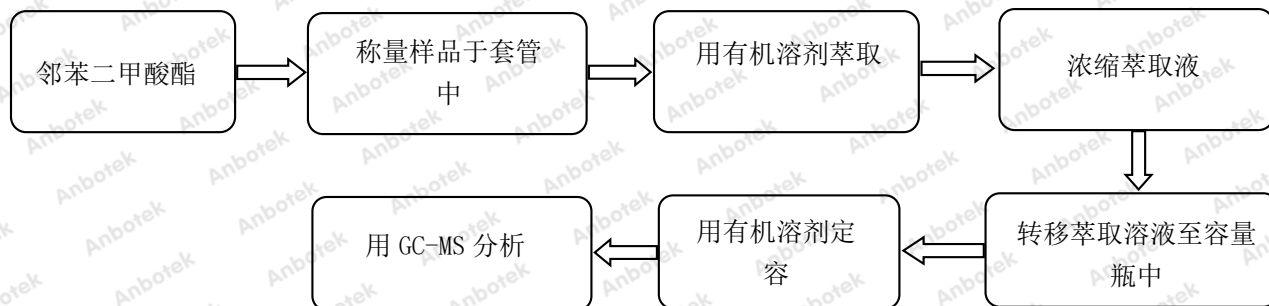 邻苯二甲酸酯
称量样品于套管
中
用有机溶剂萃取
浓缩萃取液
转移萃取溶液至容量
瓶中
用有机溶剂定
容
用 GC-MS 分析